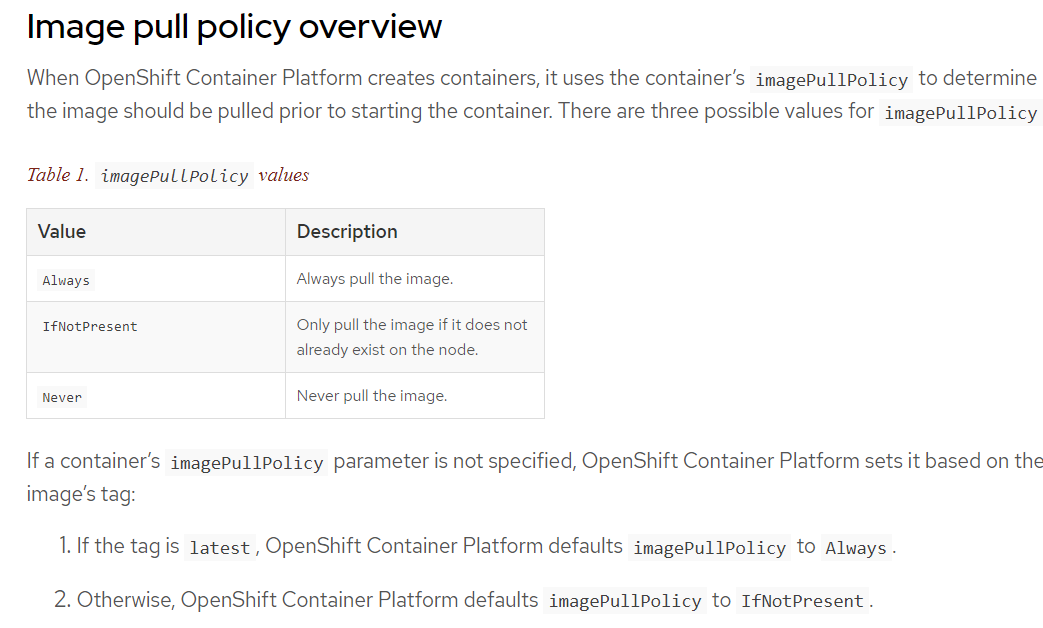 Image pull policy overview
When OpenShift Container Platform creates containers, it uses the container’s imagePullPolicy to determine
the image should be pulled prior to starting the container. There are three possible values for imagePullPolicy
Table 1. imagePullPolicy values
Value Description
Always Always pull the image.
IfNotPresent Only pull the image if it does not
already exist on the node.
Never Never pull the image.
If a container’s imagePullPolicy parameter is not specified, OpenShift Container Platform sets it based on the
image’s tag:
1. If the tag is latest, OpenShift Container Platform defaults imagePullPolicy to Always.
2. Otherwise, OpenShift Container Platform defaults imagePullPolicy to IfNotPresent.